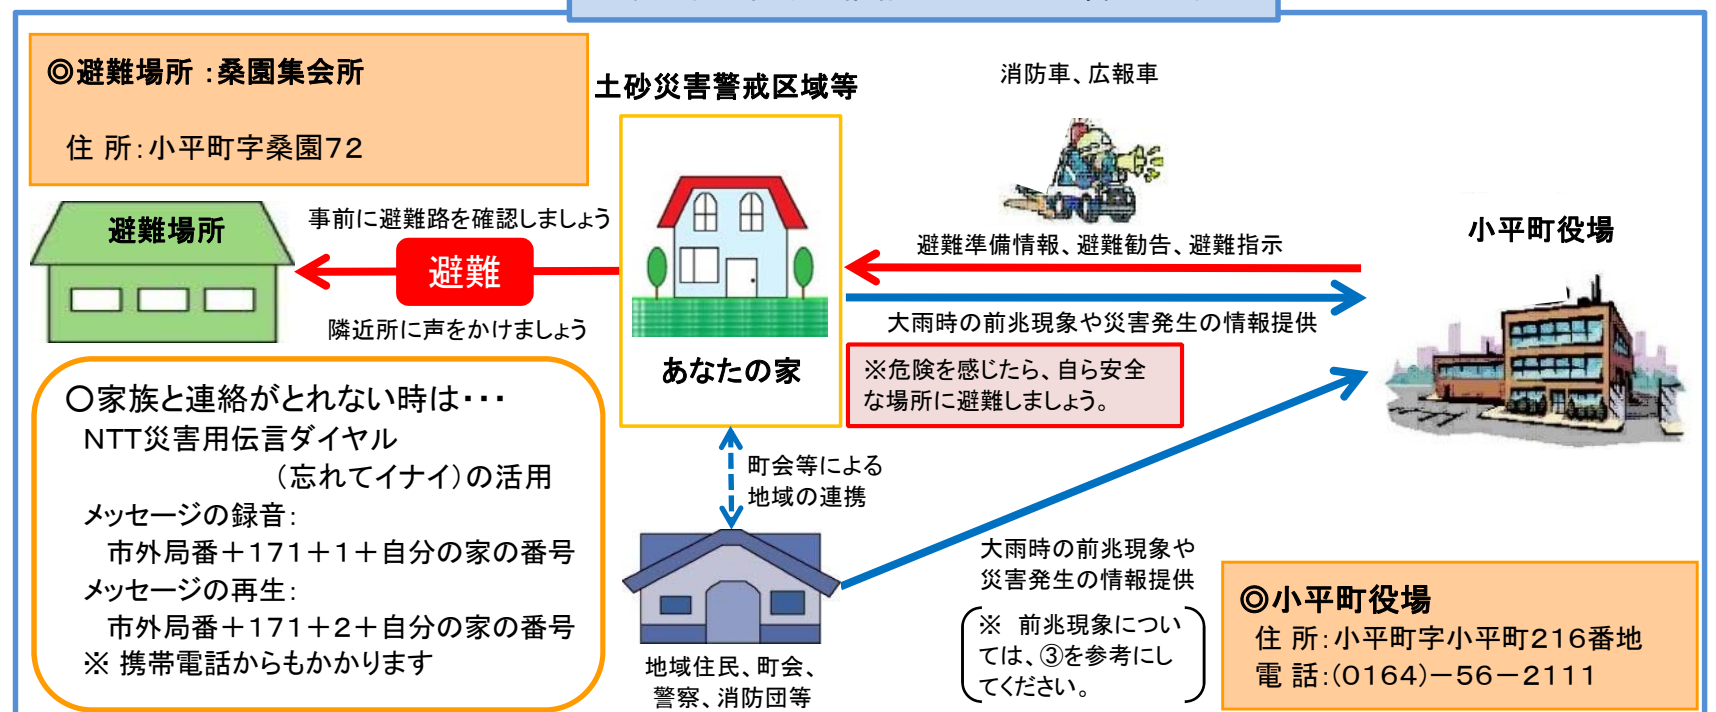 ◎避難場所：桑園集会所
住 所：小平町字桑園７２
土砂災害警戒区域等
消防車、広報車
避難場所
事前に避難路を確認しましょう
避難
隣近所に声をかけましょう
避難準備情報、避難勧告、避難指示
小平町役場
大雨時の前兆現象や災害発生の情報提供
あなたの家
※危険を感じたら、自ら安全
な場所に避難しましょう。
〇家族と連絡がとれない時は・・・
NTT災害用伝言ダイヤル
（忘れてイナイ）の活用
メッセージの録音：
市外局番＋１７１＋１＋自分の家の番号
メッセージの再生：
市外局番＋１７１＋２＋自分の家の番号
※ 携帯電話からもかかります
町会等による
地域の連携
地域住民、町会、
警察、消防団等
大雨時の前兆現象や
災害発生の情報提供
※ 前兆現象につい
ては、③を参考にし
てください。
◎小平町役場
住 所：小平町字小平町２１６番地
電 話：（０１６４）－５６－２１１１